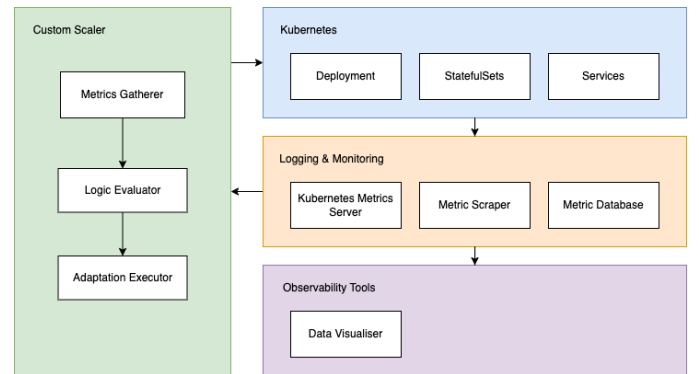 Custom Scaler
Metrics Gatherer
Logic Evaluator
Adaptation Executor
Kubernetes
Deployment
StatefulSets
Services
Logging & Monitoring
Kubernetes Metrics
Server
Metric Scraper
Metric Database
Observability Tools
Data Visualiser